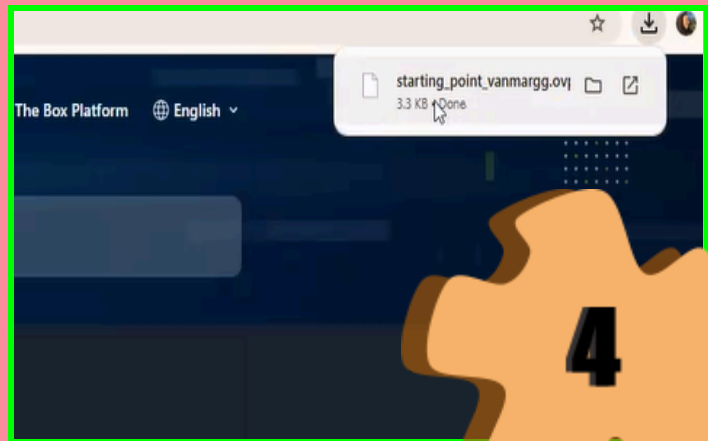 starting_point_vanmargg.ovp
3.3 KB • Done
The Box Platform
English
4